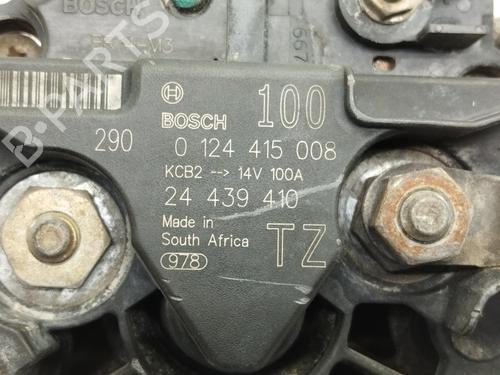 BOSCH
BOSCH
100
290
0 124 415 008
KCB2 --> 14V 100A
24 439 410
Made in
South Africa
TZ
978
B-PARTS